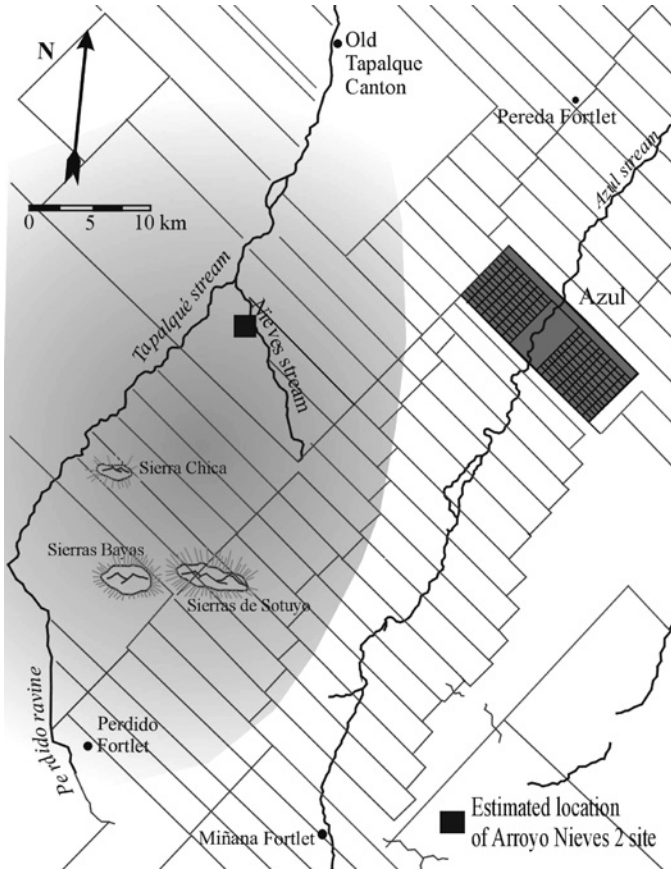 N
Old
Tapalque
Canton
Pereda Fortlet
Azul stream
0 5 10 km
Tapalqué stream
Nieves stream
Azul
Sierra Chica
Sierras Bayas
Sierras de Sotuyo
Perdido ravine
Perdido
Fortlet
Miñana Fortlet
Estimated location
of Arroyo Nieves 2 site